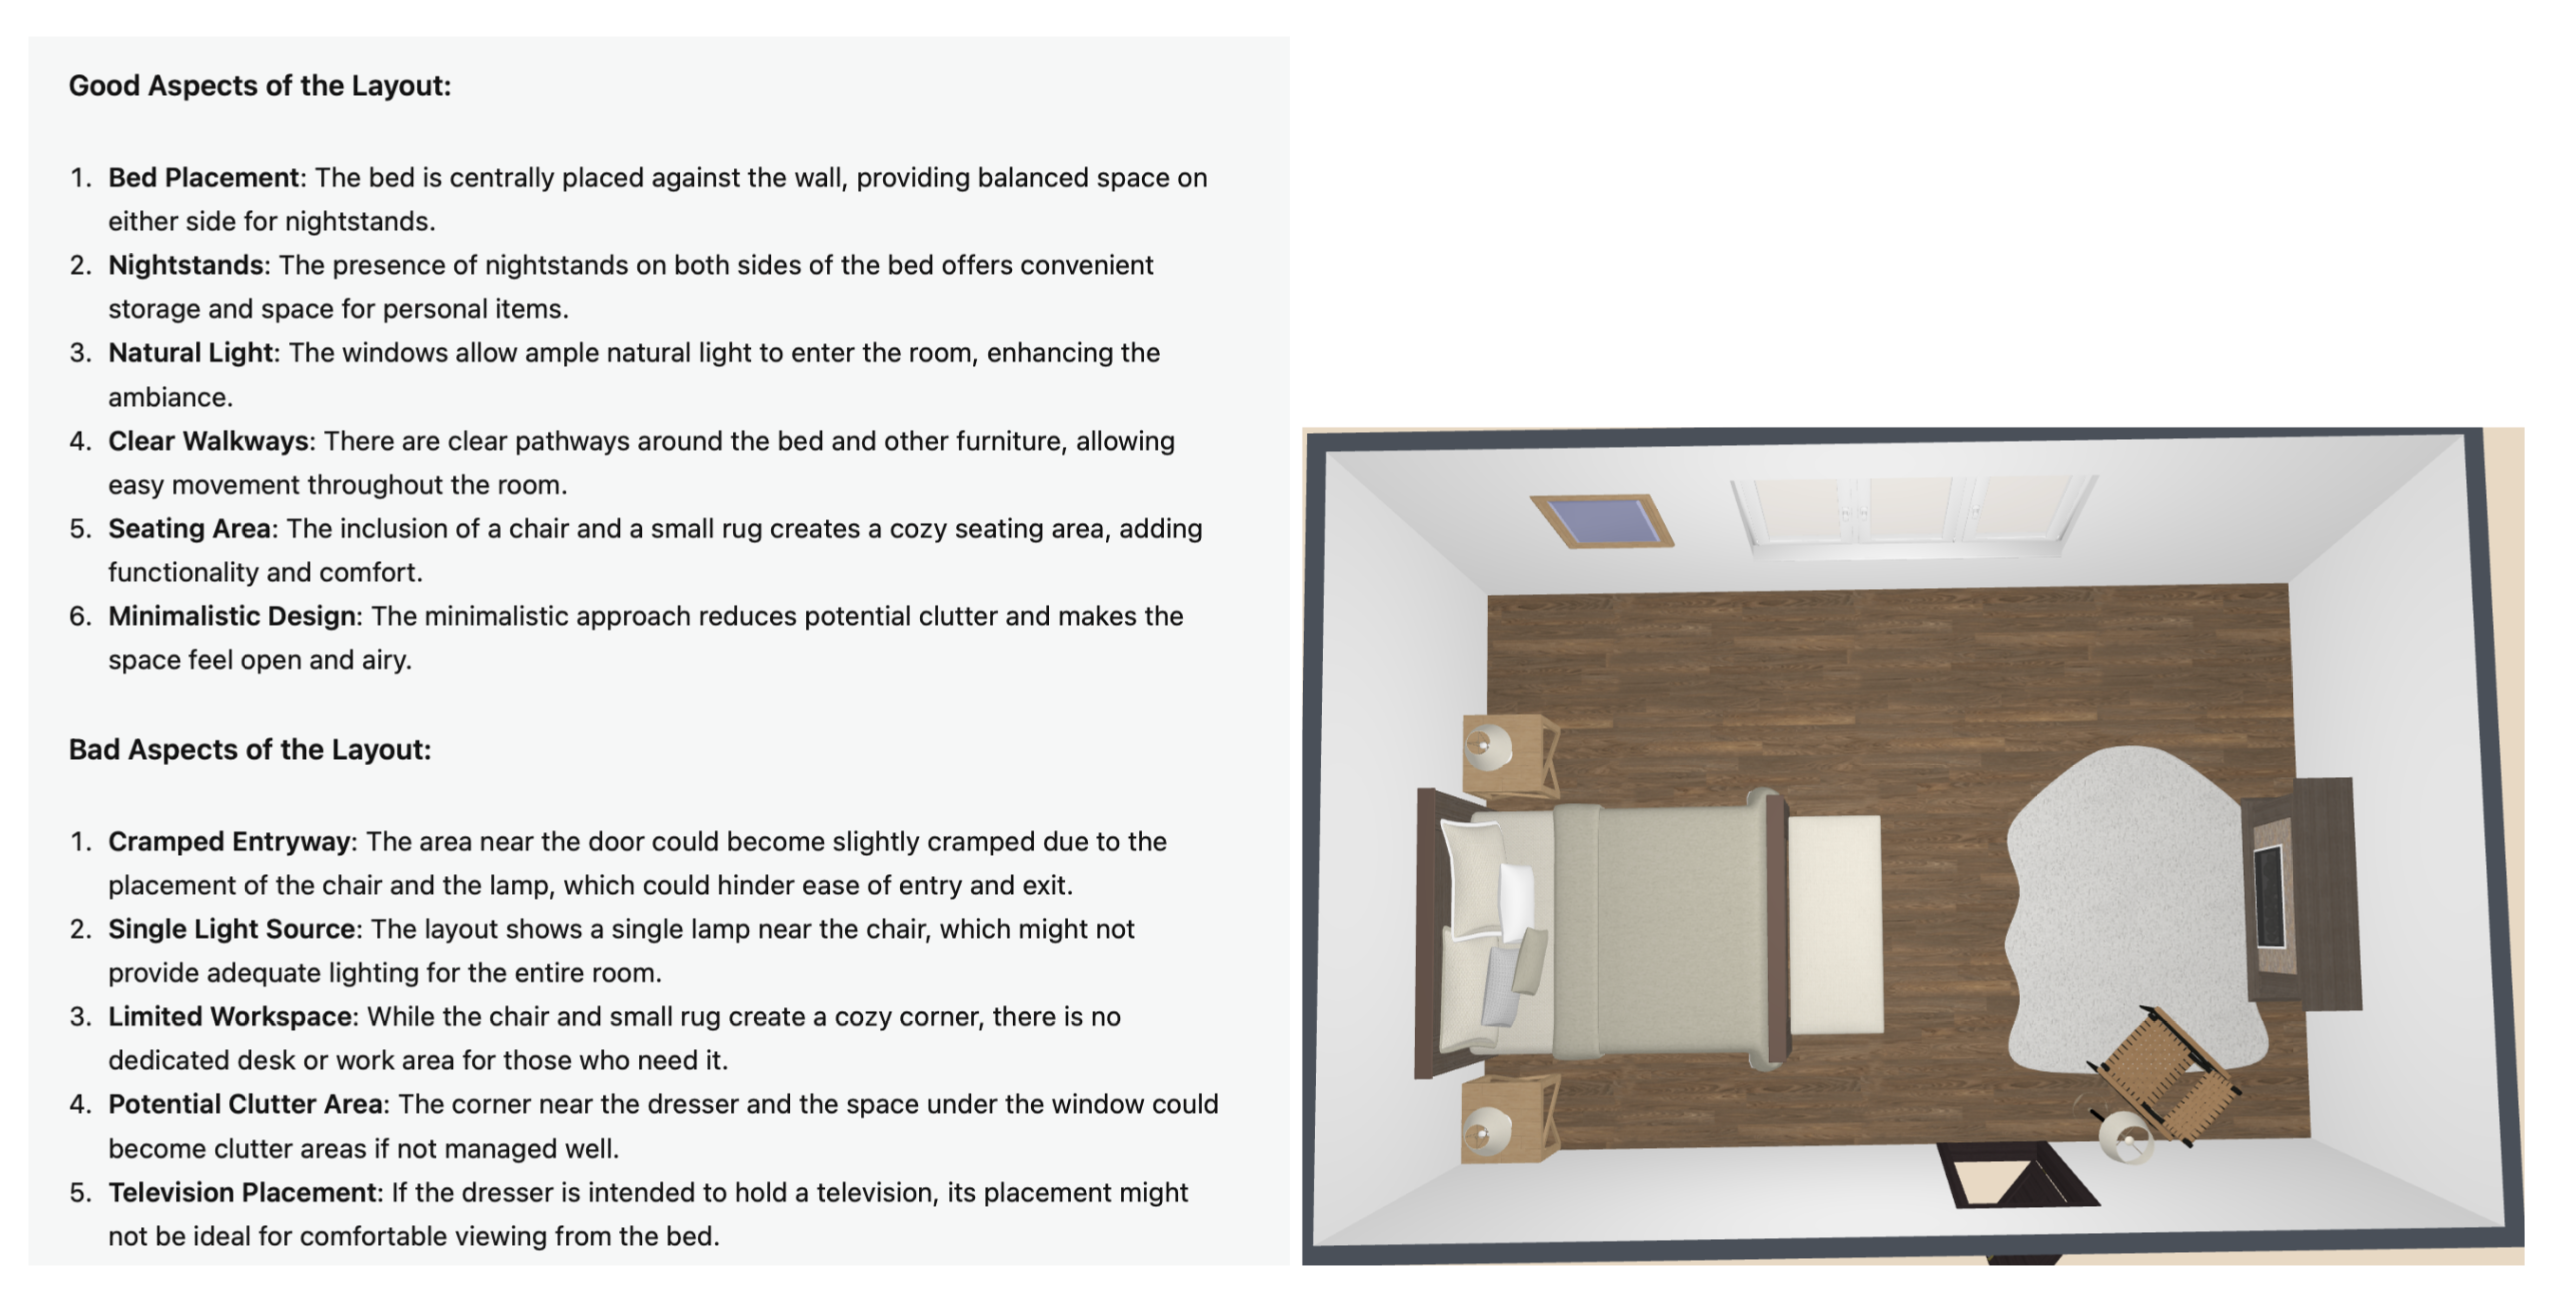 Good Aspects of the Layout:
1. Bed Placement: The bed is centrally placed against the wall, providing balanced space on
either side for nightstands.
2. Nightstands: The presence of nightstands on both sides of the bed offers convenient
storage and space for personal items.
3. Natural Light: The windows allow ample natural light to enter the room, enhancing the
ambiance.
4. Clear Walkways: There are clear pathways around the bed and other furniture, allowing
easy movement throughout the room.
5. Seating Area: The inclusion of a chair and a small rug creates a cozy seating area, adding
functionality and comfort.
6. Minimalistic Design: The minimalistic approach reduces potential clutter and makes the
space feel open and airy.
Bad Aspects of the Layout:
1. Cramped Entryway: The area near the door could become slightly cramped due to the
placement of the chair and the lamp, which could hinder ease of entry and exit.
2. Single Light Source: The layout shows a single lamp near the chair, which might not
provide adequate lighting for the entire room.
3. Limited Workspace: While the chair and small rug create a cozy corner, there is no
dedicated desk or work area for those who need it.
4. Potential Clutter Area: The corner near the dresser and the space under the window could
become clutter areas if not managed well.
5. Television Placement: If the dresser is intended to hold a television, its placement might
not be ideal for comfortable viewing from the bed.